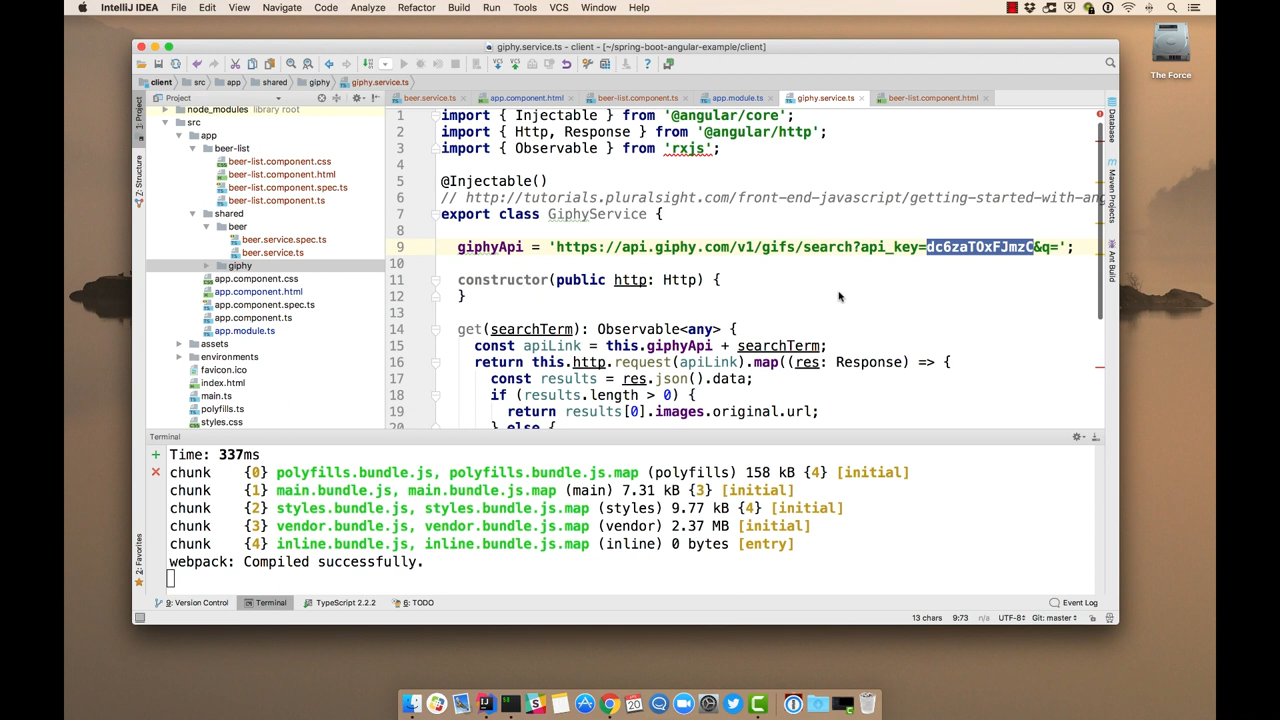 IntelliJ IDEA File Edit View Navigate Code Analyze Refactor Build Run Tools VCS Window Help
The Force
giphy.service.ts - client - [~/spring-boot-angular-example/client]
client src app shared giphy giphy.service.ts
Project
beer.service.ts app.component.html beer-list.component.ts app.module.ts giphy.service.ts beer-list.component.html
1: Project
Z: Structure
2: Favorites
node_modules library root
src
app
beer-list
beer-list.component.css
beer-list.component.html
beer-list.component.spec.ts
beer-list.component.ts
shared
beer
beer.service.spec.ts
beer.service.ts
giphy
app.component.css
app.component.html
app.component.spec.ts
app.component.ts
app.module.ts
assets
environments
favicon.ico
index.html
main.ts
polyfills.ts
styles.css
1 import { Injectable } from '@angular/core';
2 import { Http, Response } from '@angular/http';
3 import { Observable } from 'rxjs';
4
5 @Injectable()
6 // http://tutorials.pluralsight.com/front-end-javascript/getting-started-with-ang
7 export class GiphyService {
8
9 giphyApi = 'https://api.giphy.com/v1/gifs/search?api_key=dc6zaTOxFJmzC&q=';
10
11 constructor(public http: Http) {
12 }
13
14 get(searchTerm): Observable<any> {
15 const apiLink = this.giphyApi + searchTerm;
16 return this.http.request(apiLink).map((res: Response) => {
17 const results = res.json().data;
18 if (results.length > 0) {
19 return results[0].images.original.url;
20 } else {
Database
Maven Projects
Ant Build
Terminal
Time: 337ms
chunk {0} polyfills.bundle.js, polyfills.bundle.js.map (polyfills) 158 kB {4} [initial]
chunk {1} main.bundle.js, main.bundle.js.map (main) 7.31 kB {3} [initial]
chunk {2} styles.bundle.js, styles.bundle.js.map (styles) 9.77 kB {4} [initial]
chunk {3} vendor.bundle.js, vendor.bundle.js.map (vendor) 2.37 MB [initial]
chunk {4} inline.bundle.js, inline.bundle.js.map (inline) 0 bytes [entry]
webpack: Compiled successfully.
9: Version Control Terminal TypeScript 2.2.2 6: TODO Event Log
13 chars 9:73 n/a UTF-8 Git: master
20